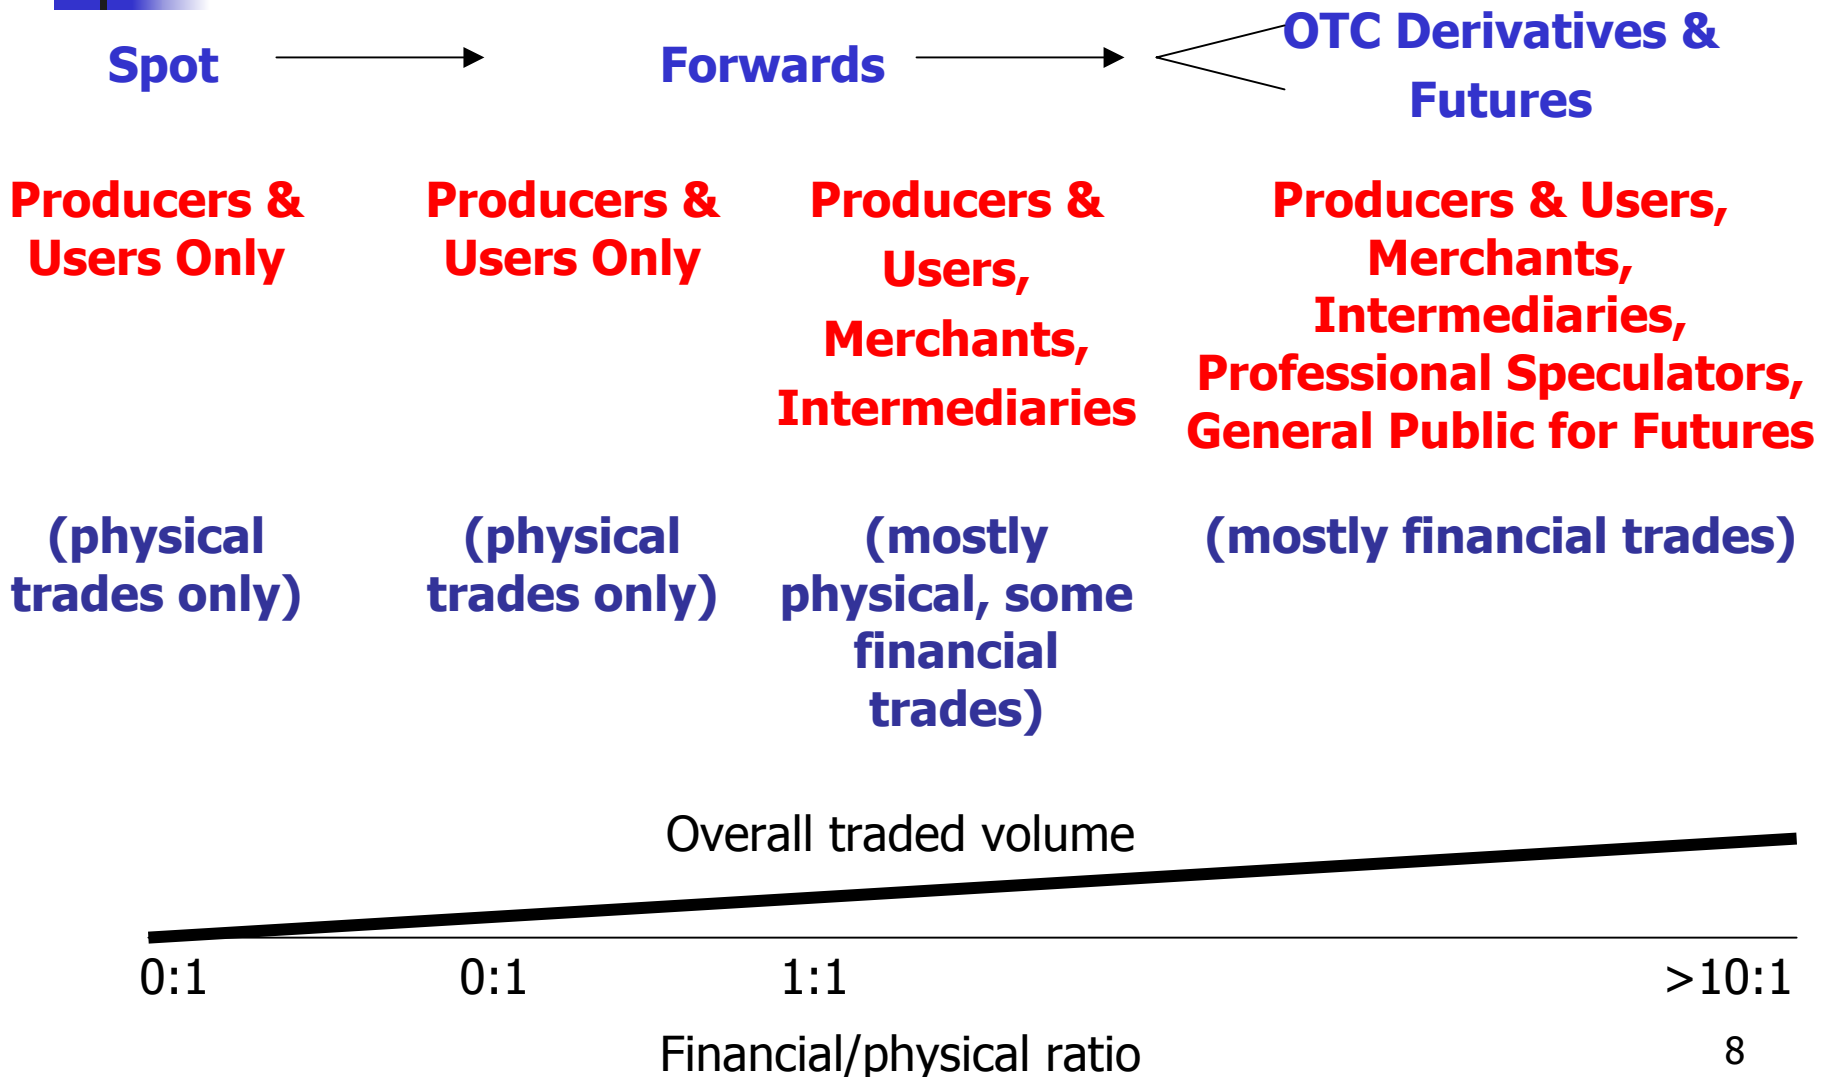 Spot
Forwards
OTC Derivatives &
Futures
Producers &
Users Only
Producers &
Users Only
Producers &
Users,
Merchants,
Intermediaries
Producers & Users,
Merchants,
Intermediaries,
Professional Speculators,
General Public for Futures
(physical
trades only)
(physical
trades only)
(mostly
physical, some
financial
trades)
(mostly financial trades)
Overall traded volume
0:1
0:1
1:1
>10:1
Financial/physical ratio
8